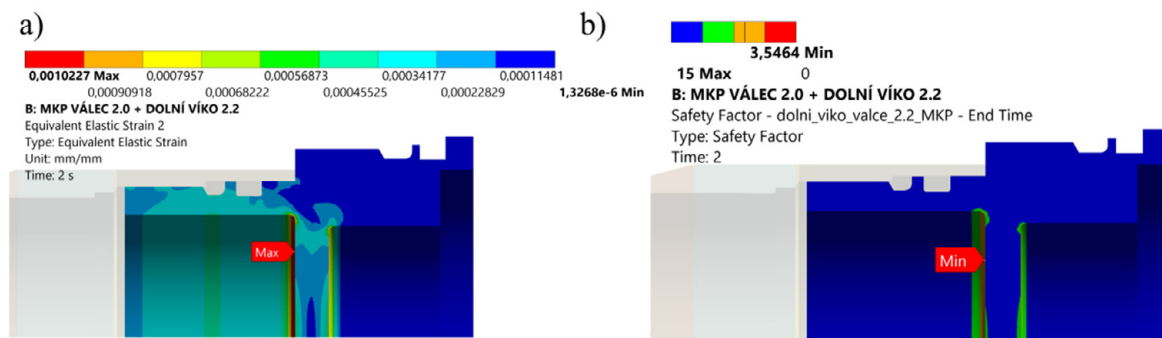 a)
0,0010227 Max 0,0007957 0,00056873 0,00034177 0,00011481
0,00090918 0,00068222 0,00045525 0,00022829 1,3268e-6 Min
B: MKP VÁLEC 2.0 + DOLNÍ VÍKO 2.2
Equivalent Elastic Strain 2
Type: Equivalent Elastic Strain
Unit: mm/mm
Time: 2 s
Max
b)
3,5464 Min
15 Max 0
B: MKP VÁLEC 2.0 + DOLNÍ VÍKO 2.2
Safety Factor - dolni_viko_valce_2.2_MKP - End Time
Type: Safety Factor
Time: 2
Min